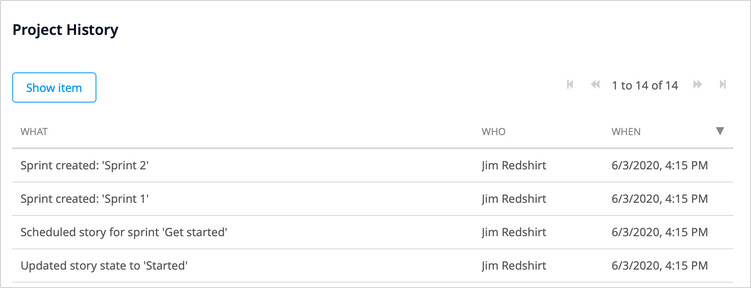 Project History
Show item
1 to 14 of 14
WHAT WHO WHEN
Sprint created: 'Sprint 2' Jim Redshirt 6/3/2020, 4:15 PM
Sprint created: 'Sprint 1' Jim Redshirt 6/3/2020, 4:15 PM
Scheduled story for sprint 'Get started' Jim Redshirt 6/3/2020, 4:15 PM
Updated story state to 'Started' Jim Redshirt 6/3/2020, 4:15 PM